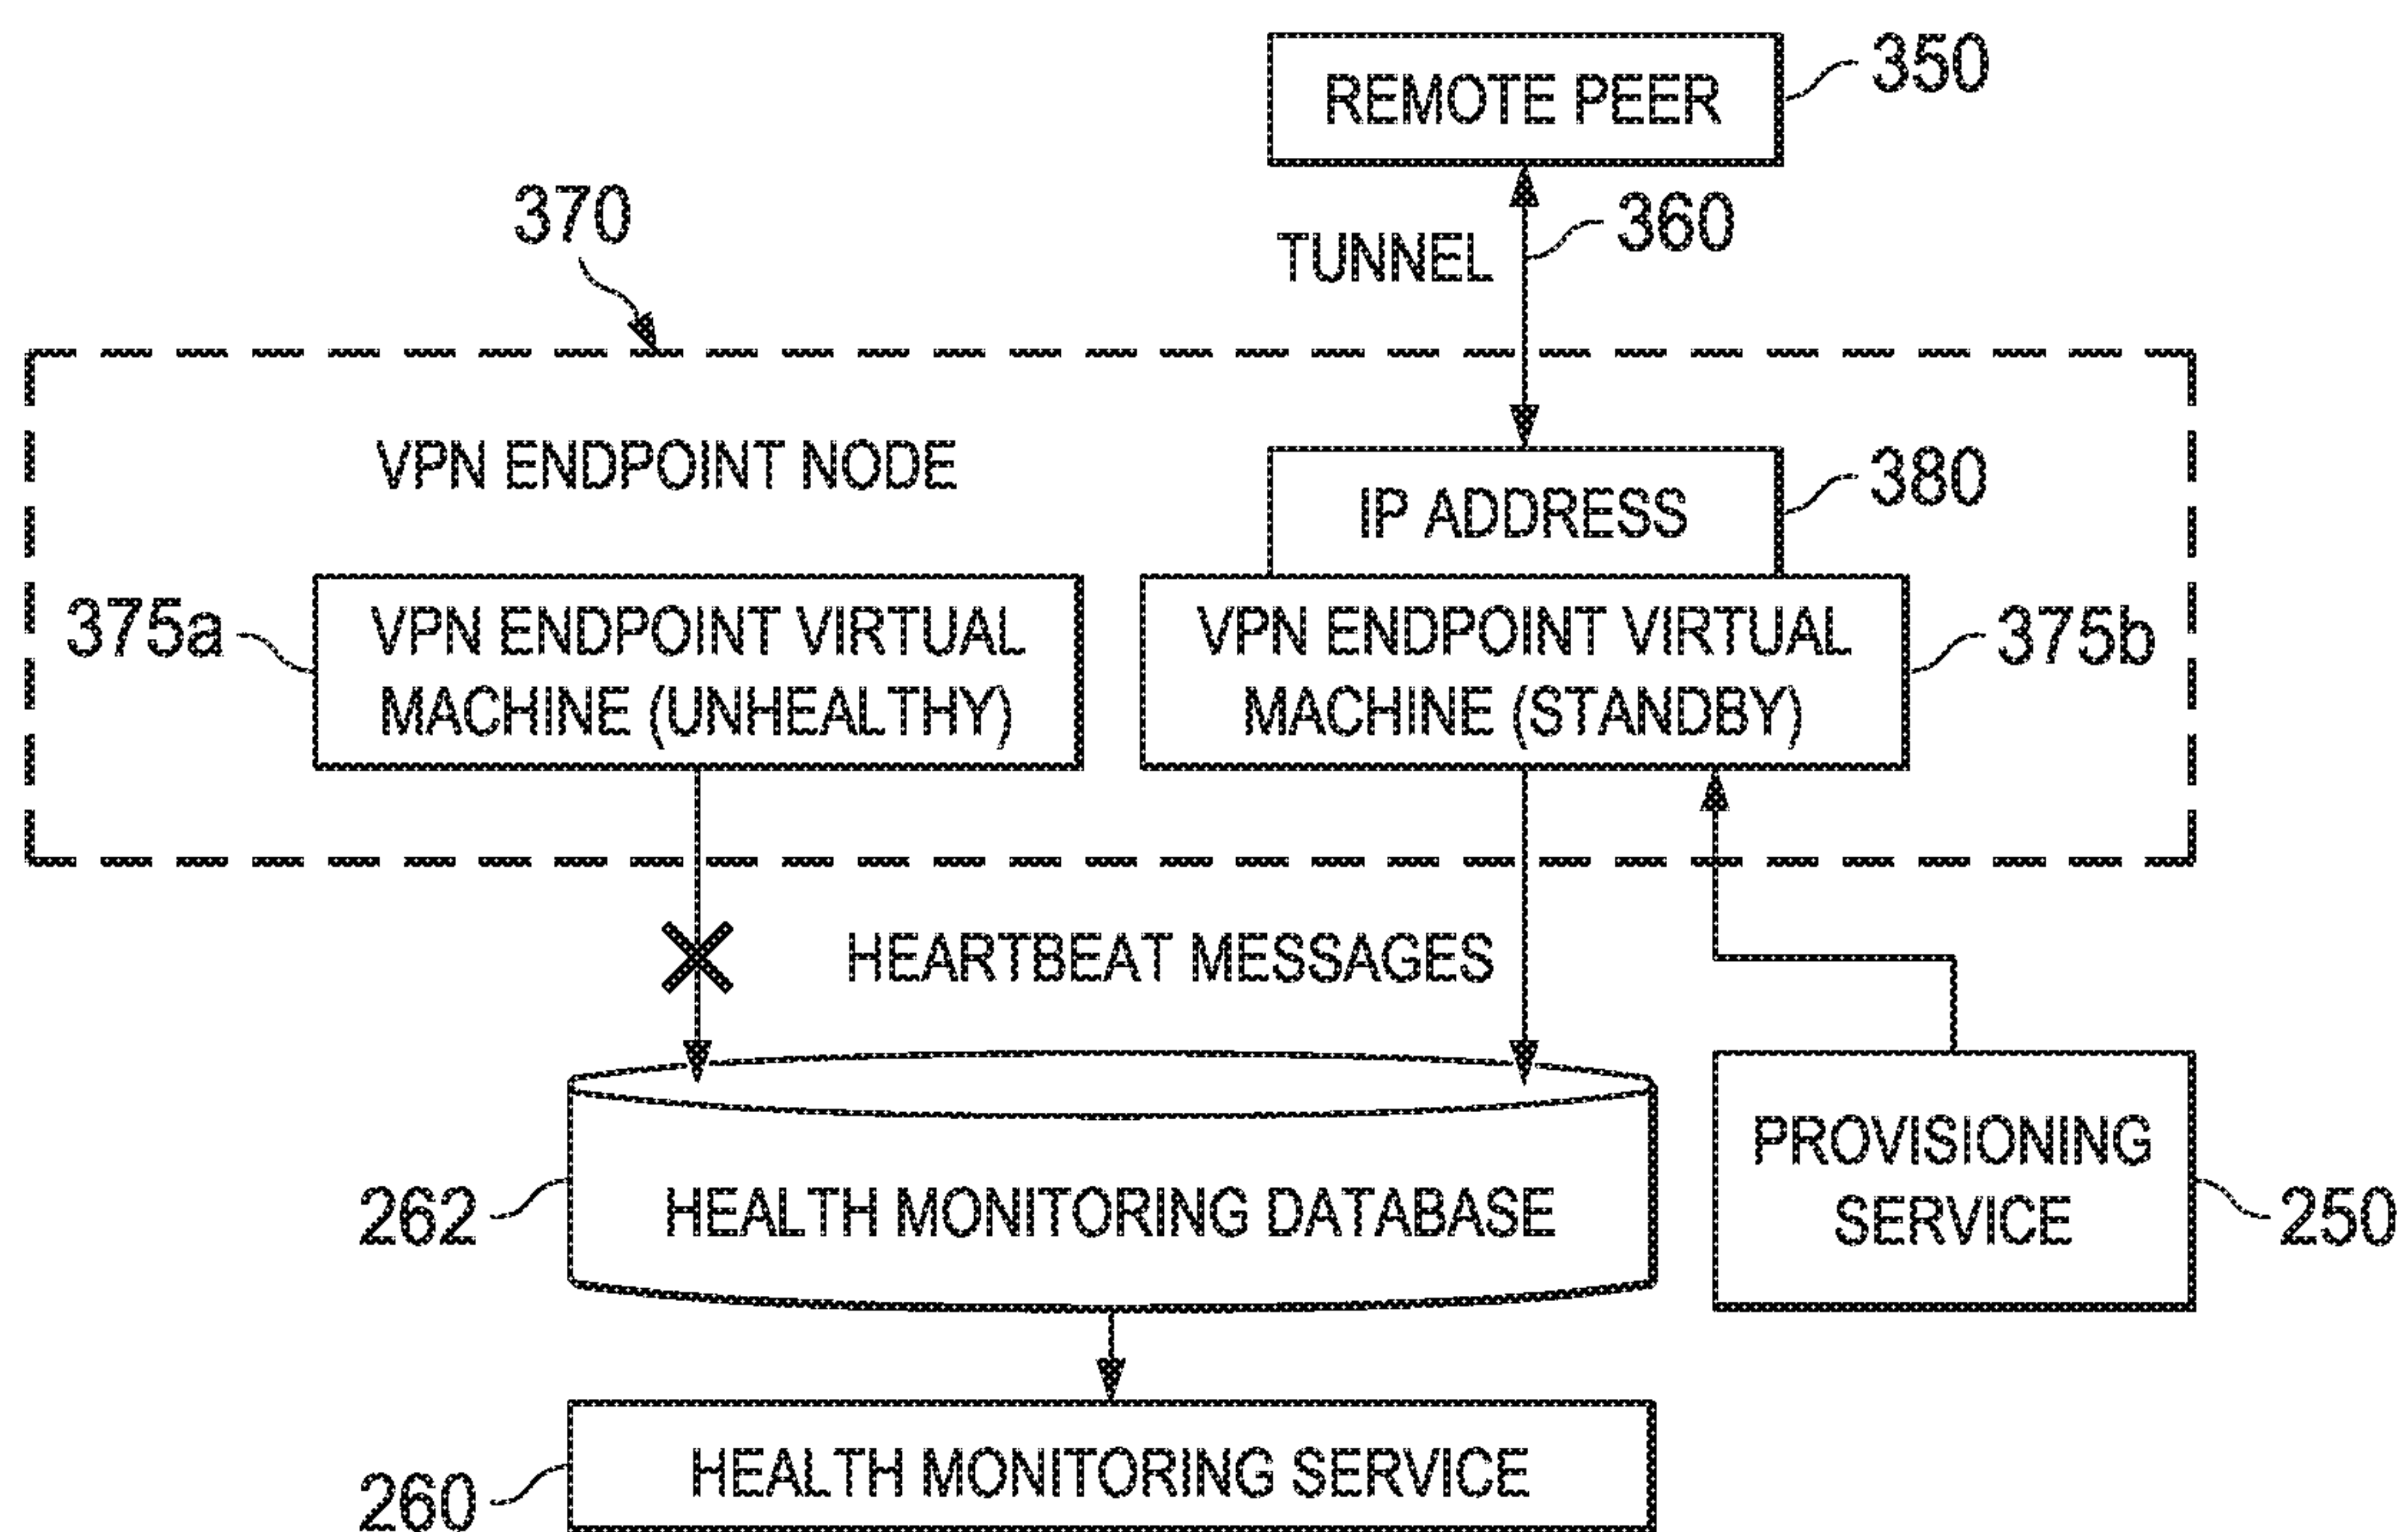 REMOTE PEER
350
370
TUNNEL
360
VPN ENDPOINT NODE
IP ADDRESS
380
375a
VPN ENDPOINT VIRTUAL
MACHINE (UNHEALTHY)
VPN ENDPOINT VIRTUAL
MACHINE (STANDBY)
375b
HEARTBEAT MESSAGES
262
HEALTH MONITORING DATABASE
PROVISIONING
SERVICE
250
260
HEALTH MONITORING SERVICE